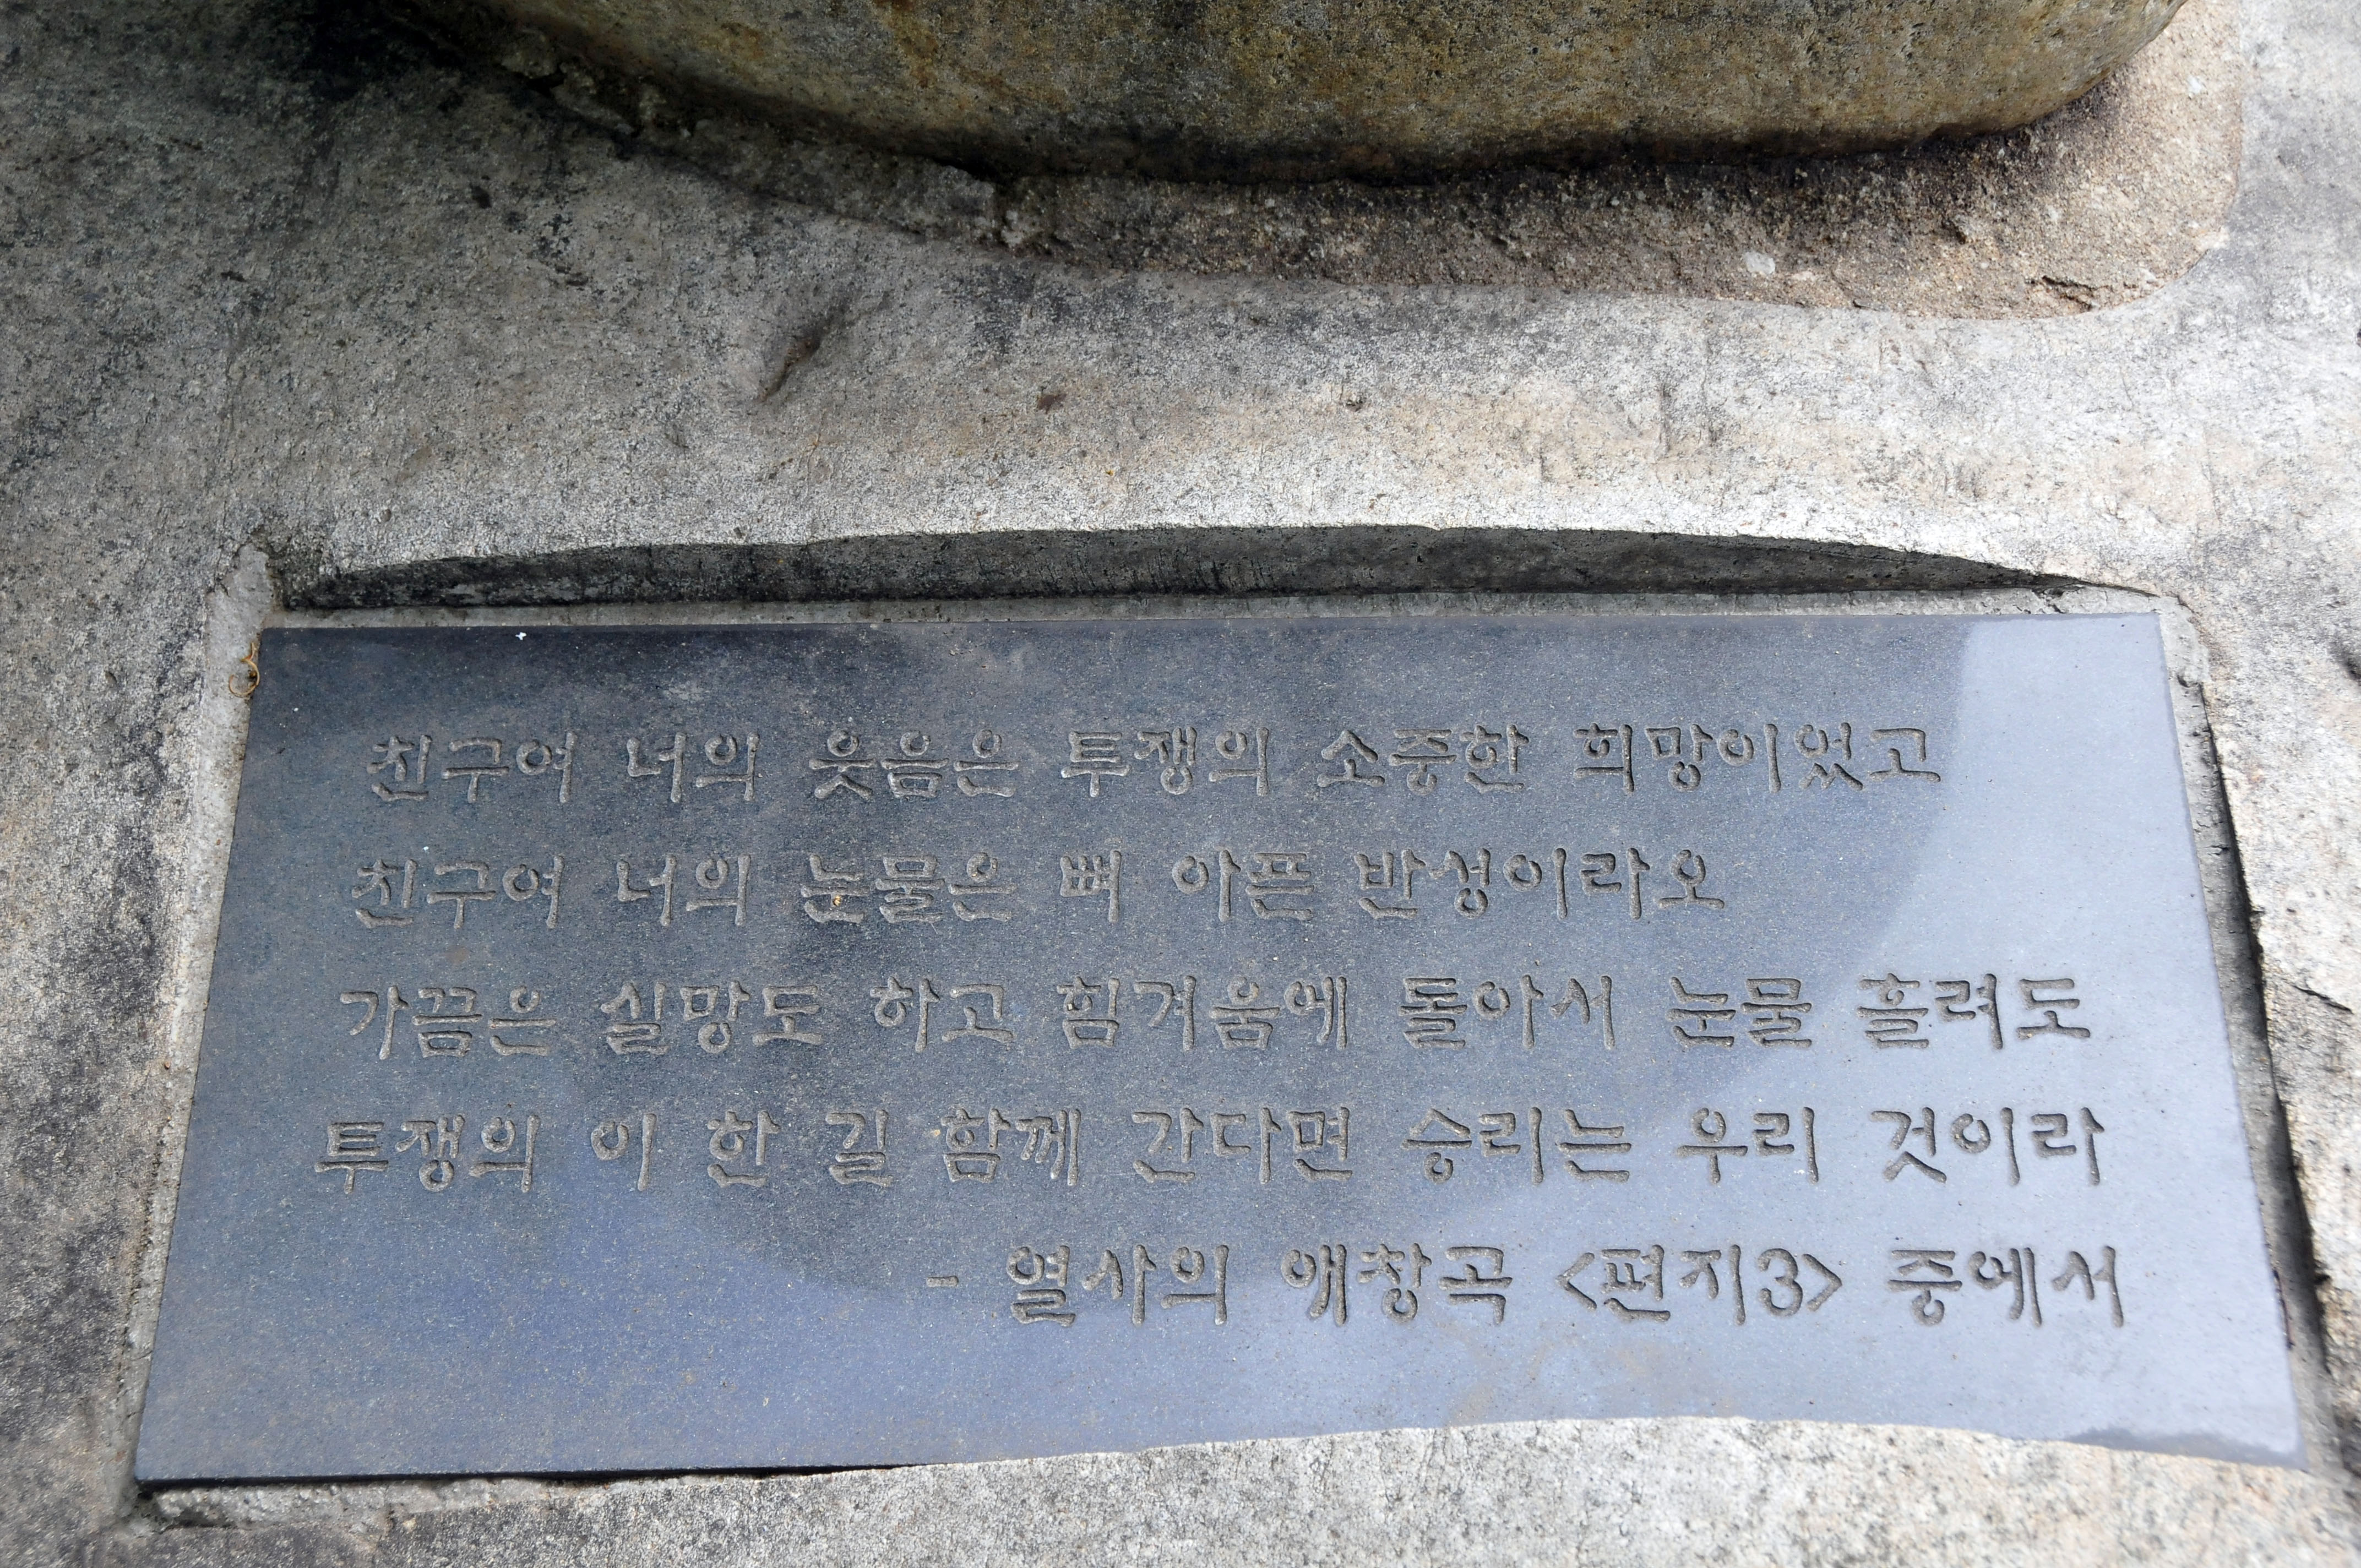 친구여 너의 웃음은 투쟁의 소중한 희망이었고
친구여 너의 눈물은 뼈 아픈 반성이라오
가끔은 실망도 하고 힘겨움에 돌아서 눈물 흘려도
투쟁의 이 한 길 함께 간다면 승리는 우리 것이라
- 열사의 애창곡 <편지3> 중에서